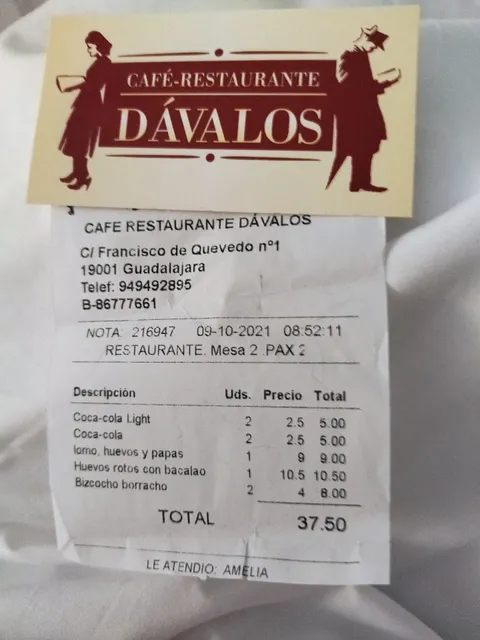 CAFÉ-RESTAURANTE
DÁVALOS
CAFE RESTAURANTE DÁVALOS
C/ Francisco de Quevedo nº1
19001 Guadalajara
Telef: 949492895
B-86777661
NOTA: 216947 09-10-2021 08:52:11
RESTAURANTE. Mesa 2 .PAX 2
Descripción Uds. Precio Total
Coca-cola Light 2 2.5 5.00
Coca-cola 2 2.5 5.00
lomo, huevos y papas 1 9 9.00
Huevos rotos con bacalao 1 10.5 10.50
Bizcocho borracho 2 4 8.00
TOTAL 37.50
LE ATENDIO: AMELIA